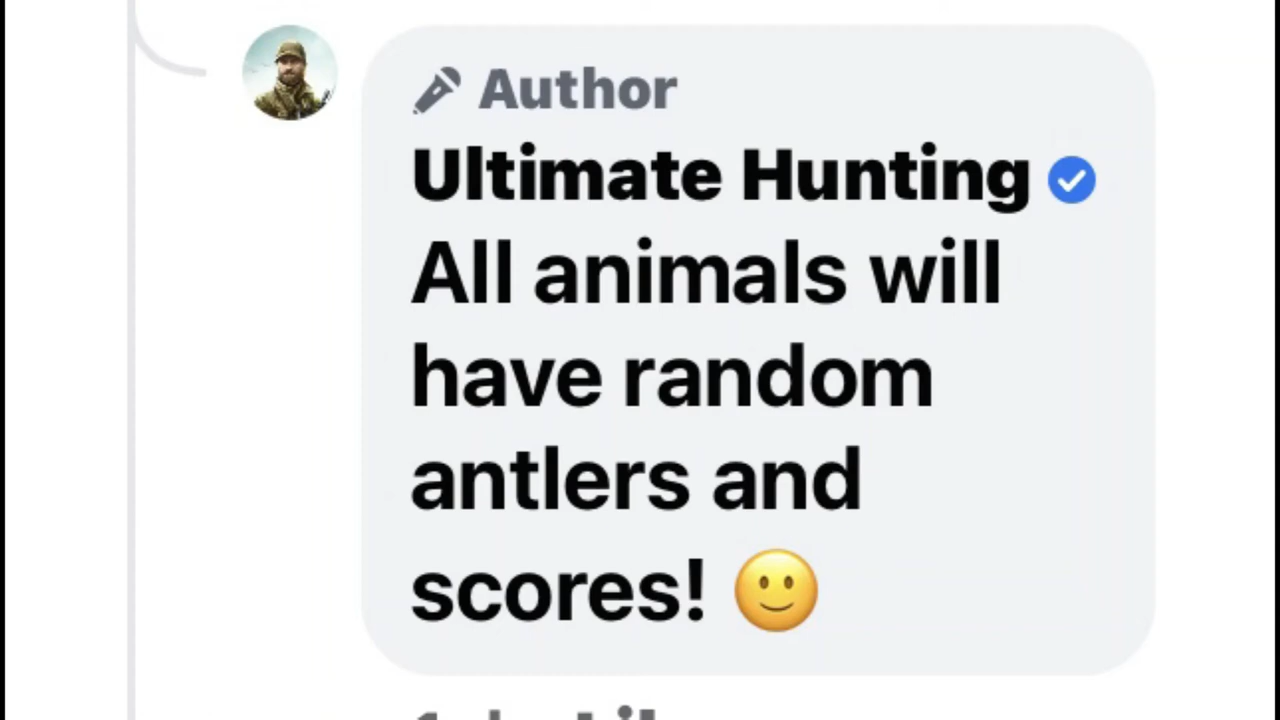 Author
Ultimate Hunting
All animals will
have random
antlers and
scores! 🙂